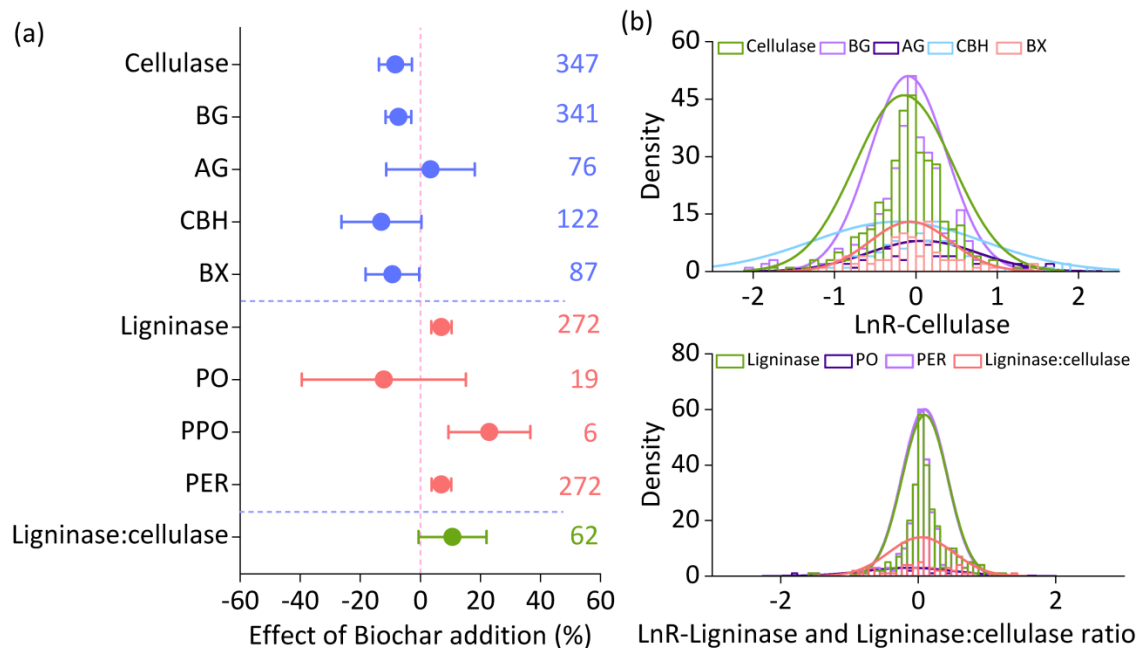 (a)
Cellulase 347
BG 341
AG 76
CBH 122
BX 87
Ligninase 272
PO 19
PPO 6
PER 272
Ligninase:cellulase 62
-60 -40 -20 0 20 40 60
Effect of Biochar addition (%)
(b)
Cellulase BG AG CBH BX
60
45
30
15
0
Density
-2 -1 0 1 2
LnR-Cellulase
Ligninase PO PER Ligninase:cellulase
80
60
40
20
0
Density
-2 0 2
LnR-Ligninase and Ligninase:cellulase ratio